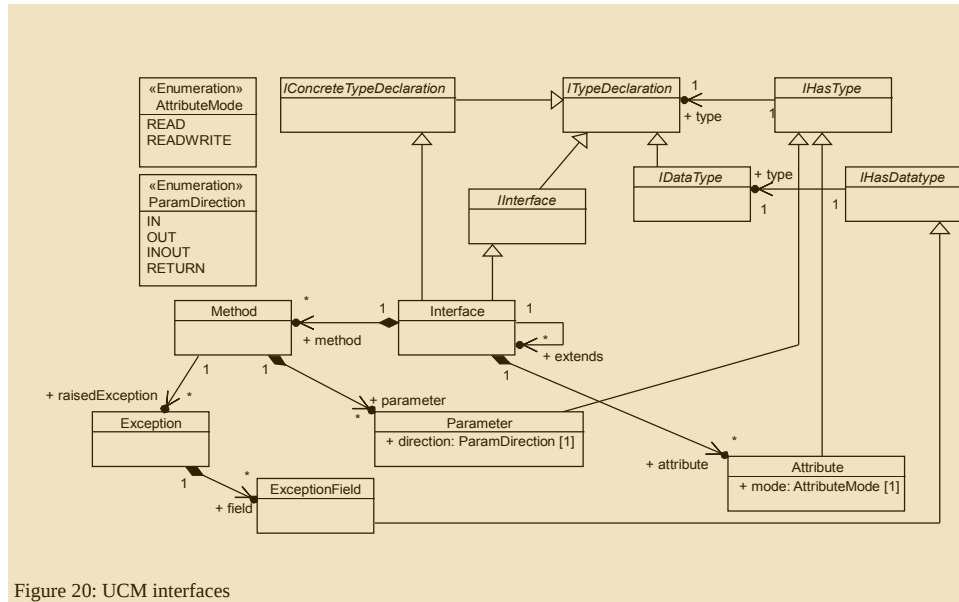 «Enumeration»
AttributeMode
READ
READWRITE
IConcreteTypeDeclaration
ITypeDeclaration
1
+ type
1
IHasType
«Enumeration»
ParamDirection
IN
OUT
INOUT
RETURN
IInterface
IDataType
+ type
1
1
IHasDatatype
Method
*
+ method
1
Interface
1
*
+ extends
1
1
+ raisedException
*
1
+ parameter
*
Exception
Parameter
+ direction: ParamDirection [1]
*
+ attribute
Attribute
+ mode: AttributeMode [1]
1
*
+ field
ExceptionField
Figure 20: UCM interfaces